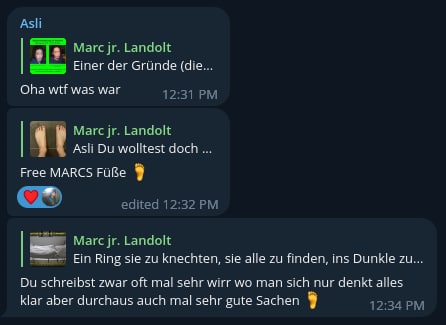 Asli
Marc jr. Landolt
Einer der Gründe (die...
Oha wtf was war
12:31 PM
Marc jr. Landolt
Asli Du wolltest doch ...
Free MARCS Füße 🦶
edited 12:32 PM
Marc jr. Landolt
Ein Ring sie zu knechten, sie alle zu finden, ins Dunkle zu...
Du schreibst zwar oft mal sehr wirr wo man sich nur denkt alles
klar aber durchaus auch mal sehr gute Sachen 🦶
12:34 PM